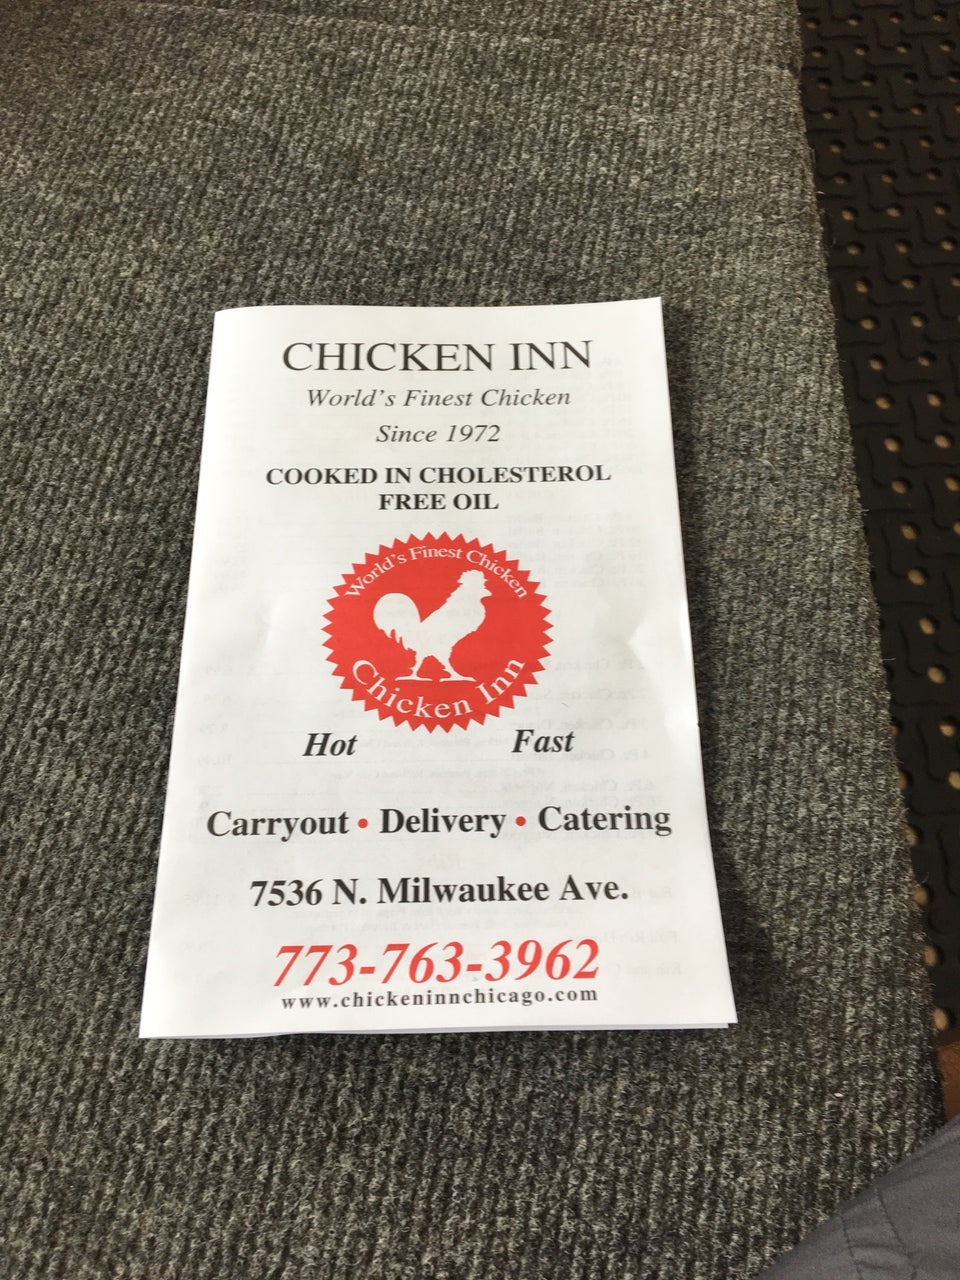 CHICKEN INN
World's Finest Chicken
Since 1972
COOKED IN CHOLESTEROL
FREE OIL
World's Finest Chicken
Chicken Inn
Hot Fast
Carryout • Delivery • Catering
7536 N. Milwaukee Ave.
773-763-3962
www.chickeninnchicago.com